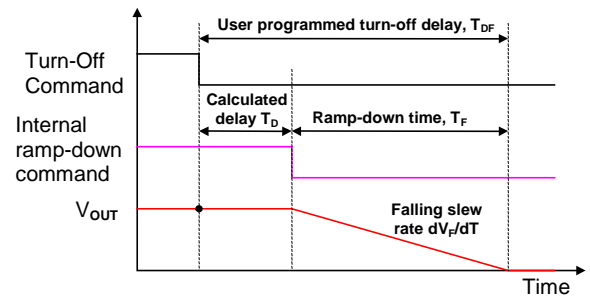 User programmed turn-off delay, TDF
Turn-Off
Command
Calculated
delay TD
Ramp-down time, TF
Internal
ramp-down
command
VOUT
Falling slew
rate dVF/dT
Time